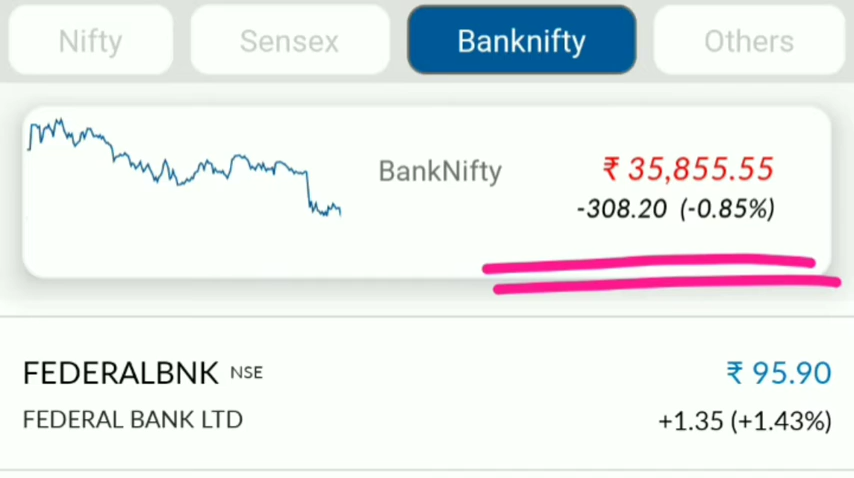 Nifty Sensex Banknifty Others
BankNifty ₹ 35,855.55
-308.20 (-0.85%)
FEDERALBNK NSE ₹ 95.90
FEDERAL BANK LTD +1.35 (+1.43%)